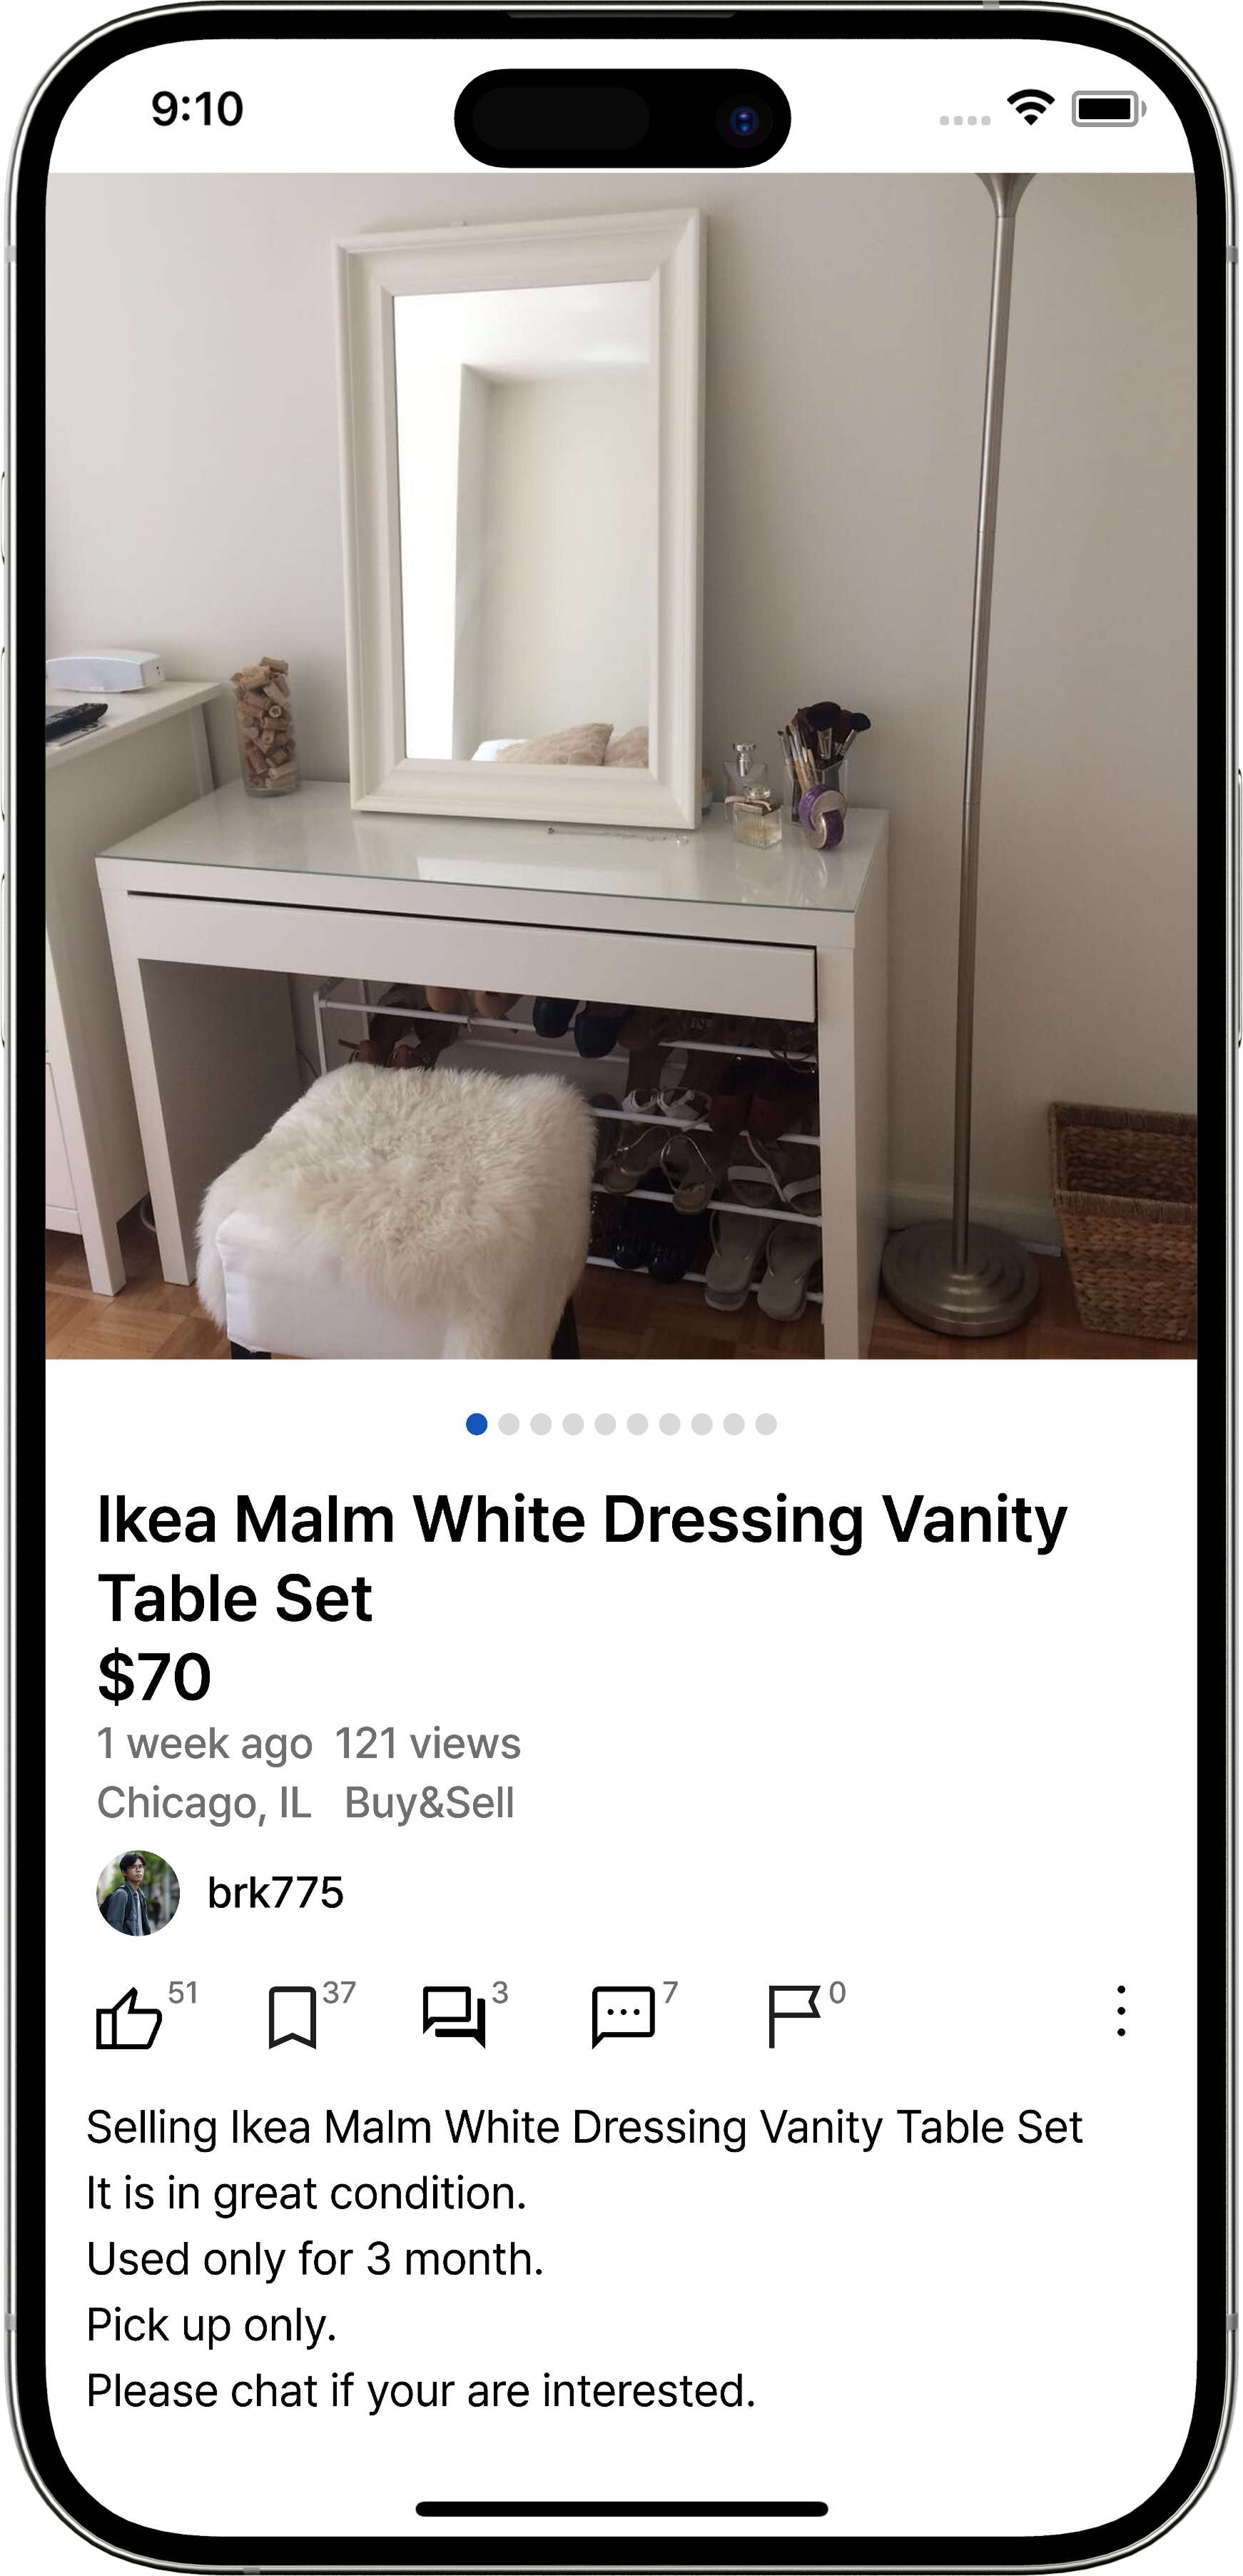 9:10
Ikea Malm White Dressing Vanity
Table Set
$70
1 week ago 121 views
Chicago, IL Buy&Sell
brk775
51 37 3 7 0
Selling Ikea Malm White Dressing Vanity Table Set
It is in great condition.
Used only for 3 month.
Pick up only.
Please chat if your are interested.